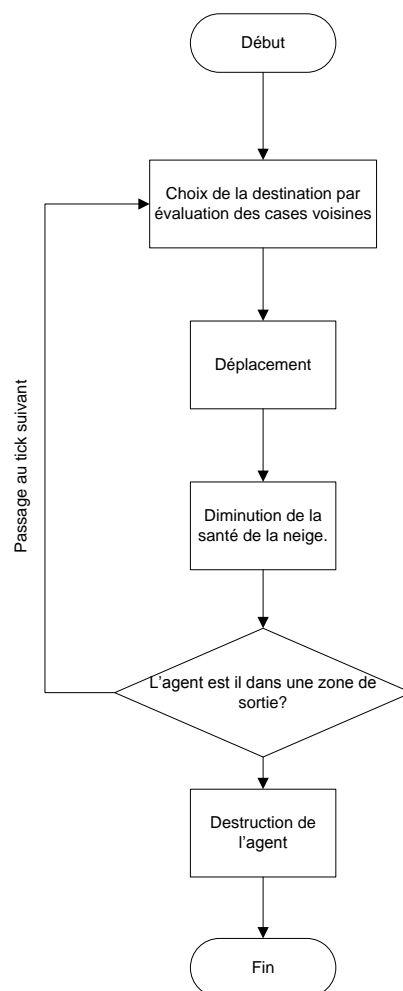 Début
Choix de la destination par
évaluation des cases voisines
Déplacement
Passage au tick suivant
Diminution de la
santé de la neige.
L’agent est il dans une zone de
sortie?
Destruction de
l’agent
Fin